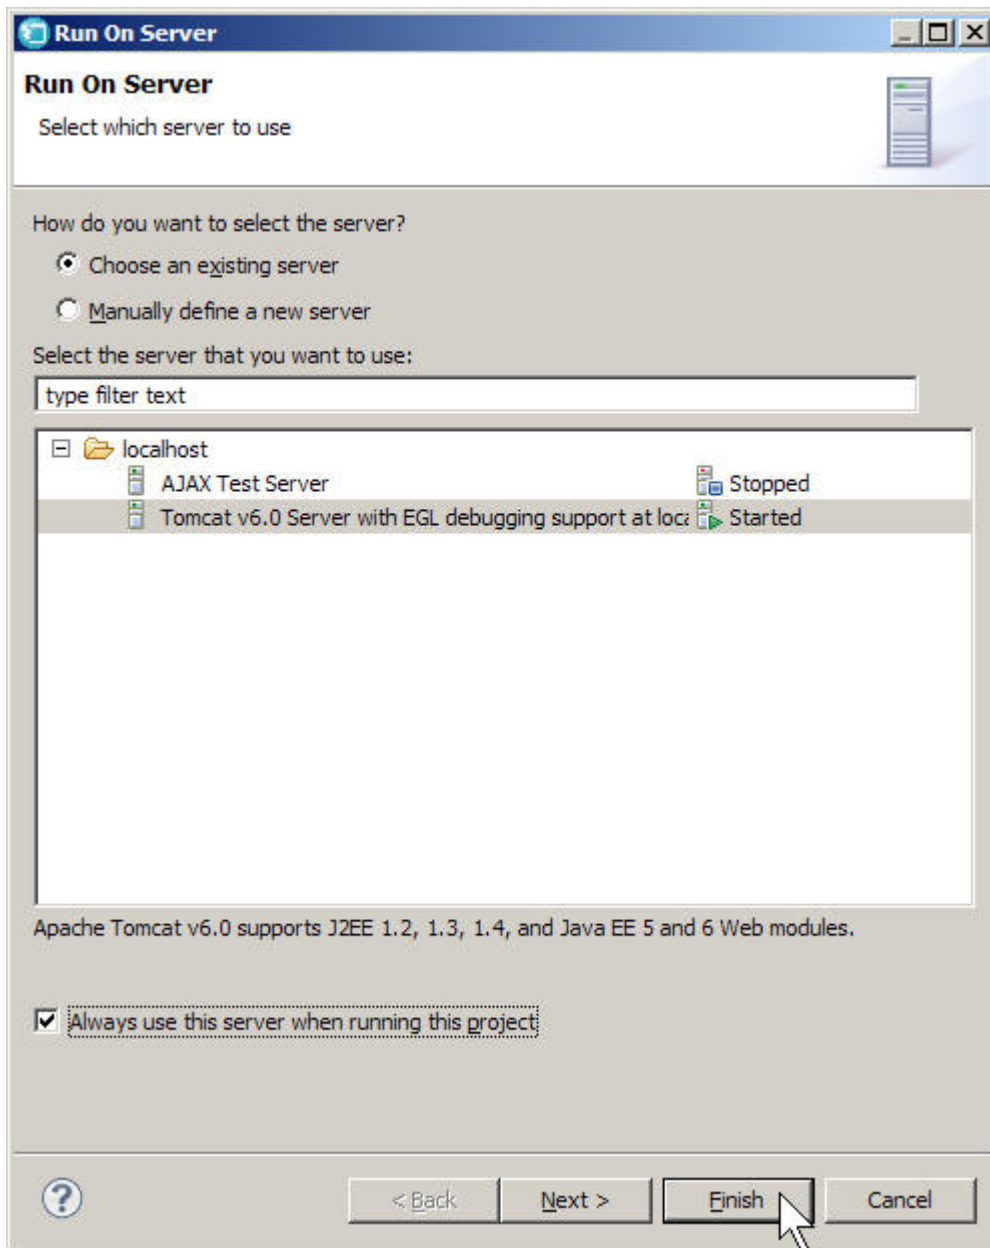 Run On Server
Run On Server
Select which server to use
How do you want to select the server?
Choose an existing server
Manually define a new server
Select the server that you want to use:
type filter text
localhost
AJAX Test Server Stopped
Tomcat v6.0 Server with EGL debugging support at loca Started
Apache Tomcat v6.0 supports J2EE 1.2, 1.3, 1.4, and Java EE 5 and 6 Web modules.
Always use this server when running this project
? < Back Next > Finish Cancel